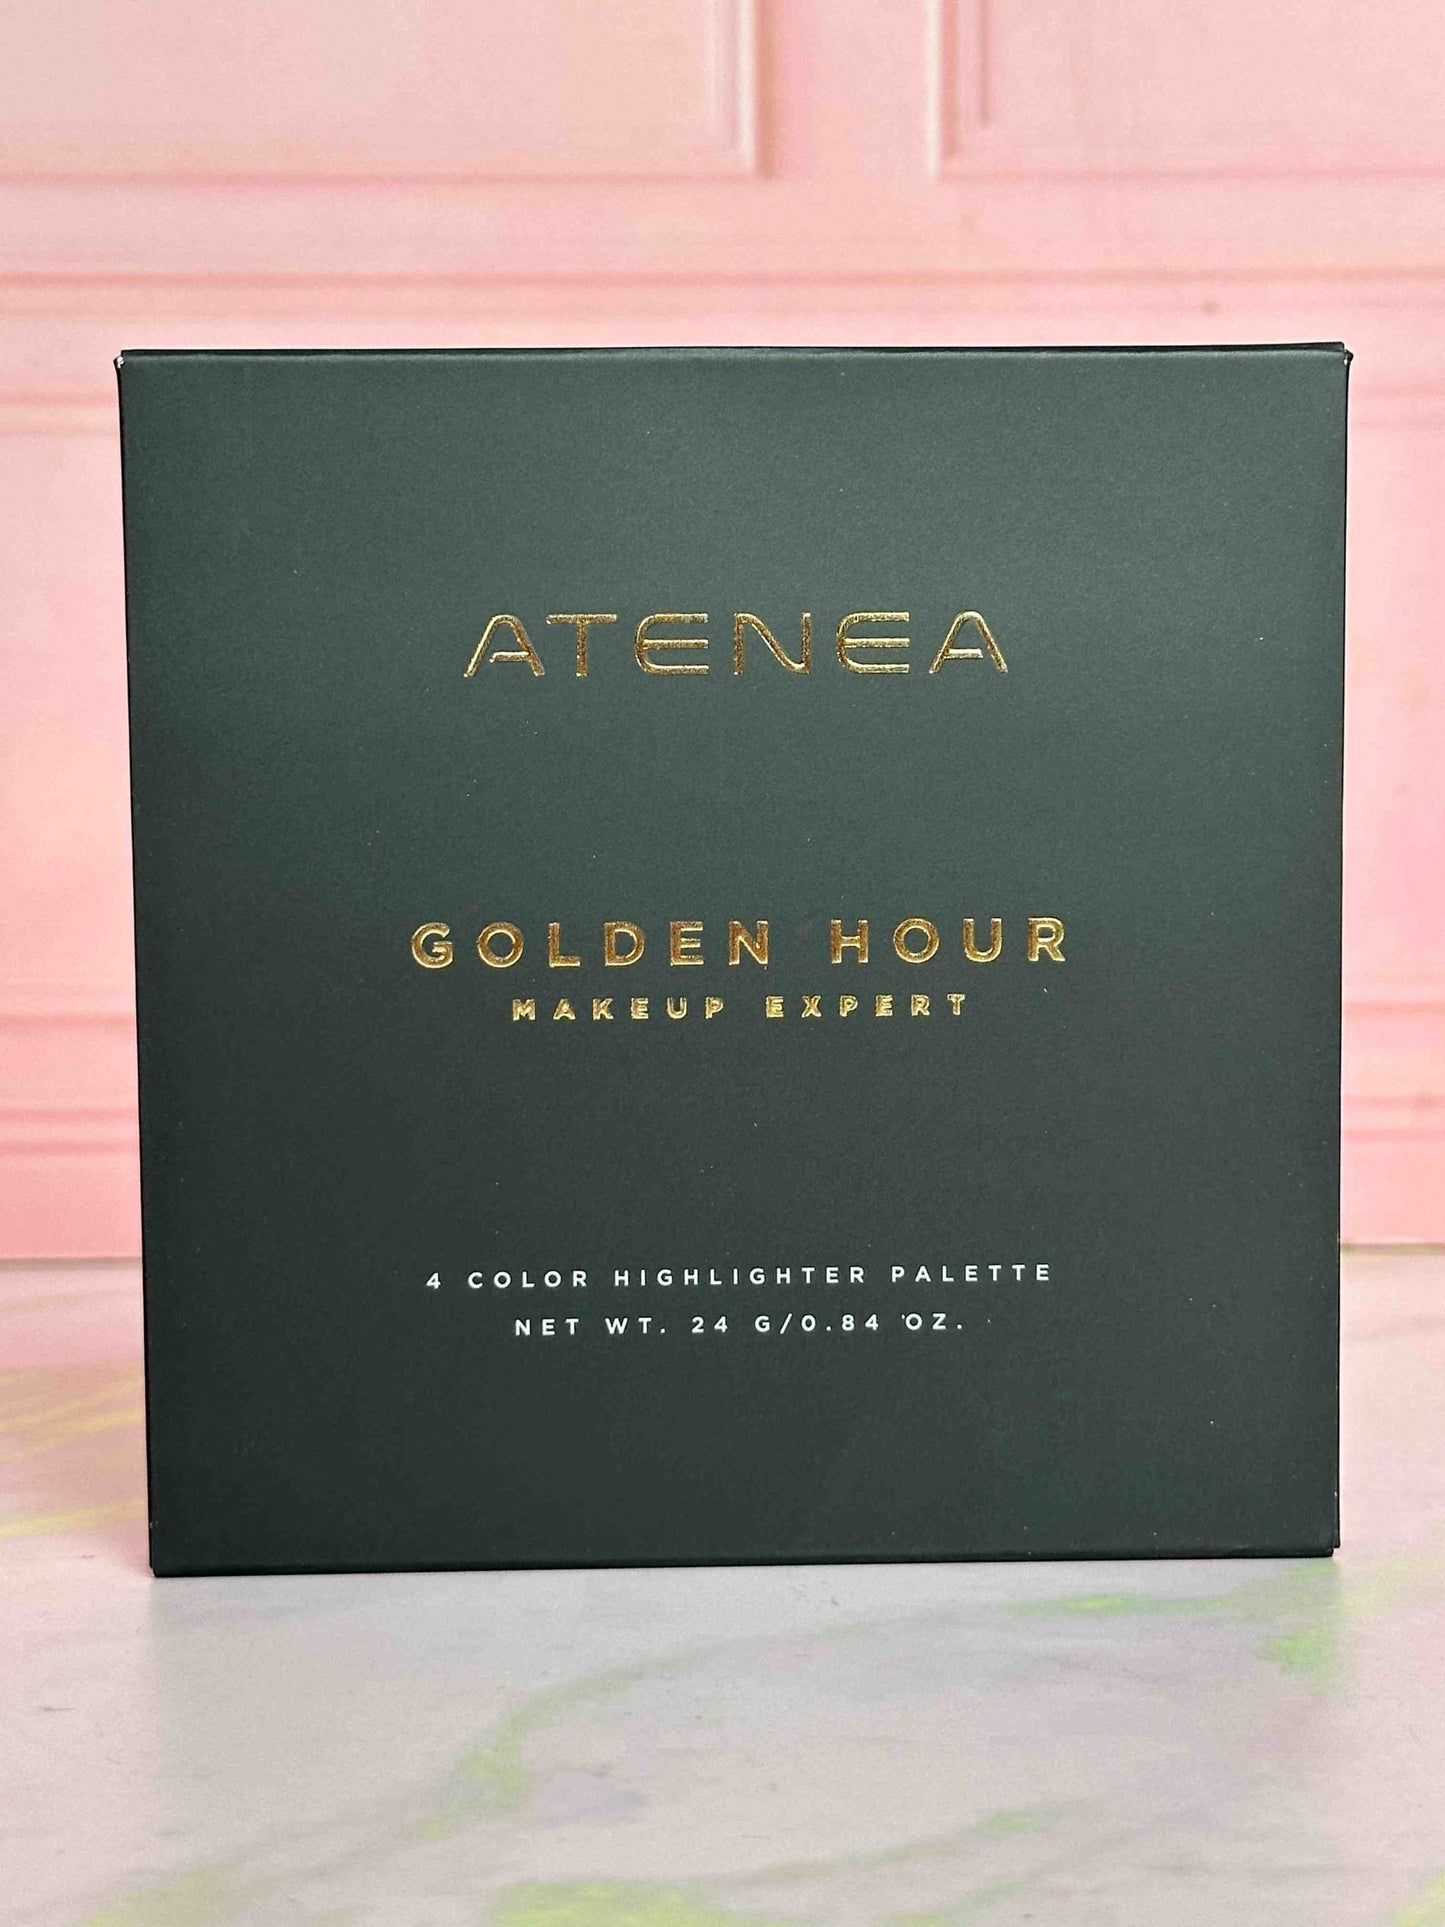 ATENEA
GOLDEN HOUR
MAKEUP EXPERT
4 COLOR HIGHLIGHTER PALETTE
NET WT. 24 G/0.84 OZ.